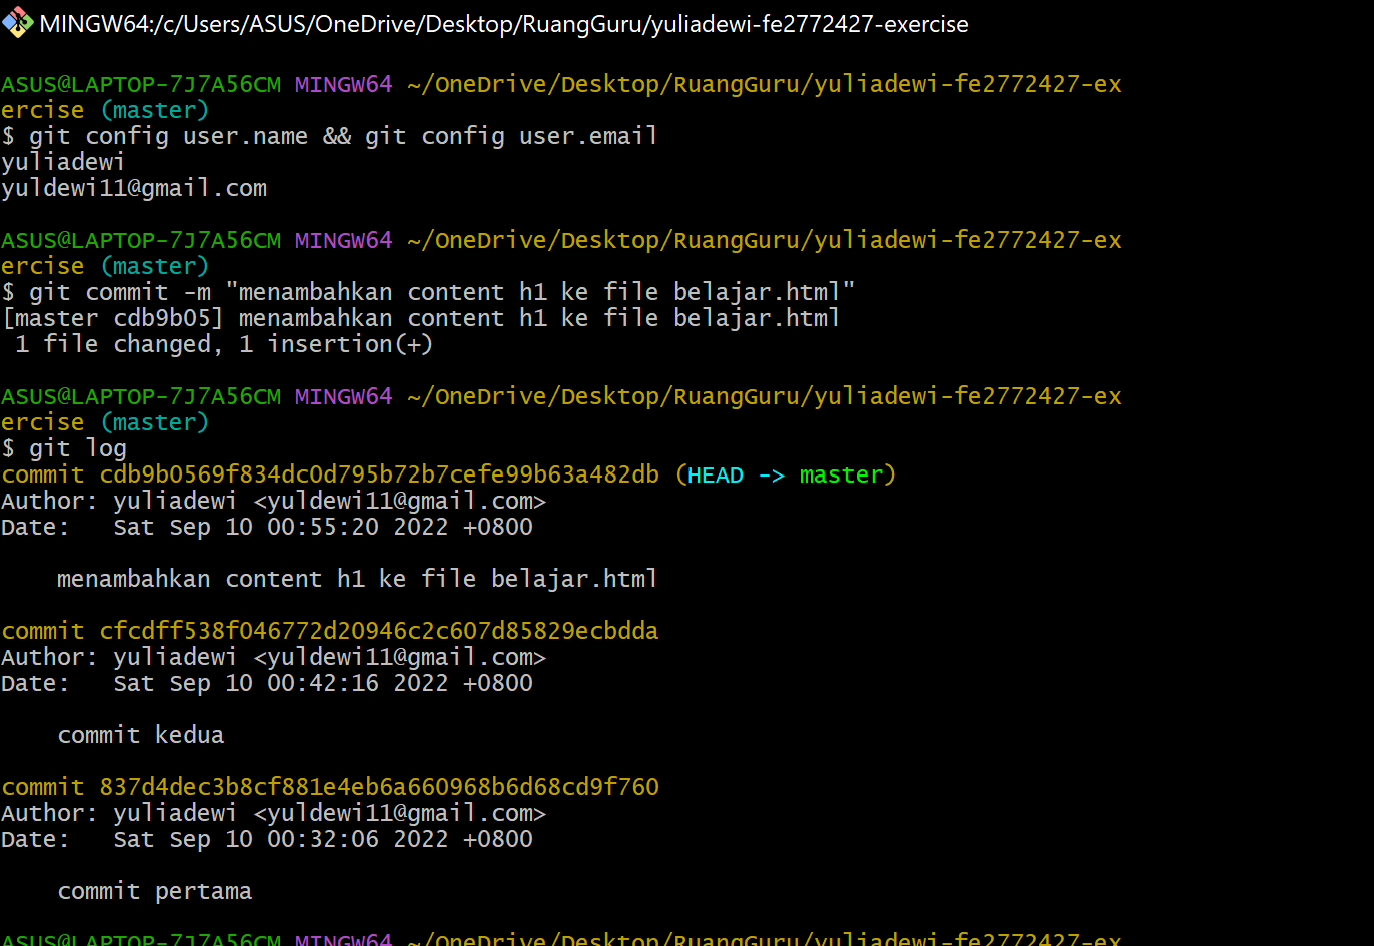 MINGW64:/c/Users/ASUS/OneDrive/Desktop/RuangGuru/yuliadewi-fe2772427-exercise
ASUS@LAPTOP-7J7A56CM MINGW64 ~/OneDrive/Desktop/RuangGuru/yuliadewi-fe2772427-ex
ercise (master)
$ git config user.name && git config user.email
yuliadewi
yuldewi11@gmail.com
ASUS@LAPTOP-7J7A56CM MINGW64 ~/OneDrive/Desktop/RuangGuru/yuliadewi-fe2772427-ex
ercise (master)
$ git commit -m "menambahkan content h1 ke file belajar.html"
[master cdb9b05] menambahkan content h1 ke file belajar.html
 1 file changed, 1 insertion(+)
ASUS@LAPTOP-7J7A56CM MINGW64 ~/OneDrive/Desktop/RuangGuru/yuliadewi-fe2772427-ex
ercise (master)
$ git log
commit cdb9b0569f834dc0d795b72b7cefe99b63a482db (HEAD -> master)
Author: yuliadewi <yuldewi11@gmail.com>
Date:   Sat Sep 10 00:55:20 2022 +0800
    menambahkan content h1 ke file belajar.html
commit cfcdff538f046772d20946c2c607d85829ecbdda
Author: yuliadewi <yuldewi11@gmail.com>
Date:   Sat Sep 10 00:42:16 2022 +0800
    commit kedua
commit 837d4dec3b8cf881e4eb6a660968b6d68cd9f760
Author: yuliadewi <yuldewi11@gmail.com>
Date:   Sat Sep 10 00:32:06 2022 +0800
    commit pertama
ASUS@LAPTOP-7J7A56CM MINGW64 ~/OneDrive/Desktop/RuangGuru/yuliadewi-fe2772427-ex